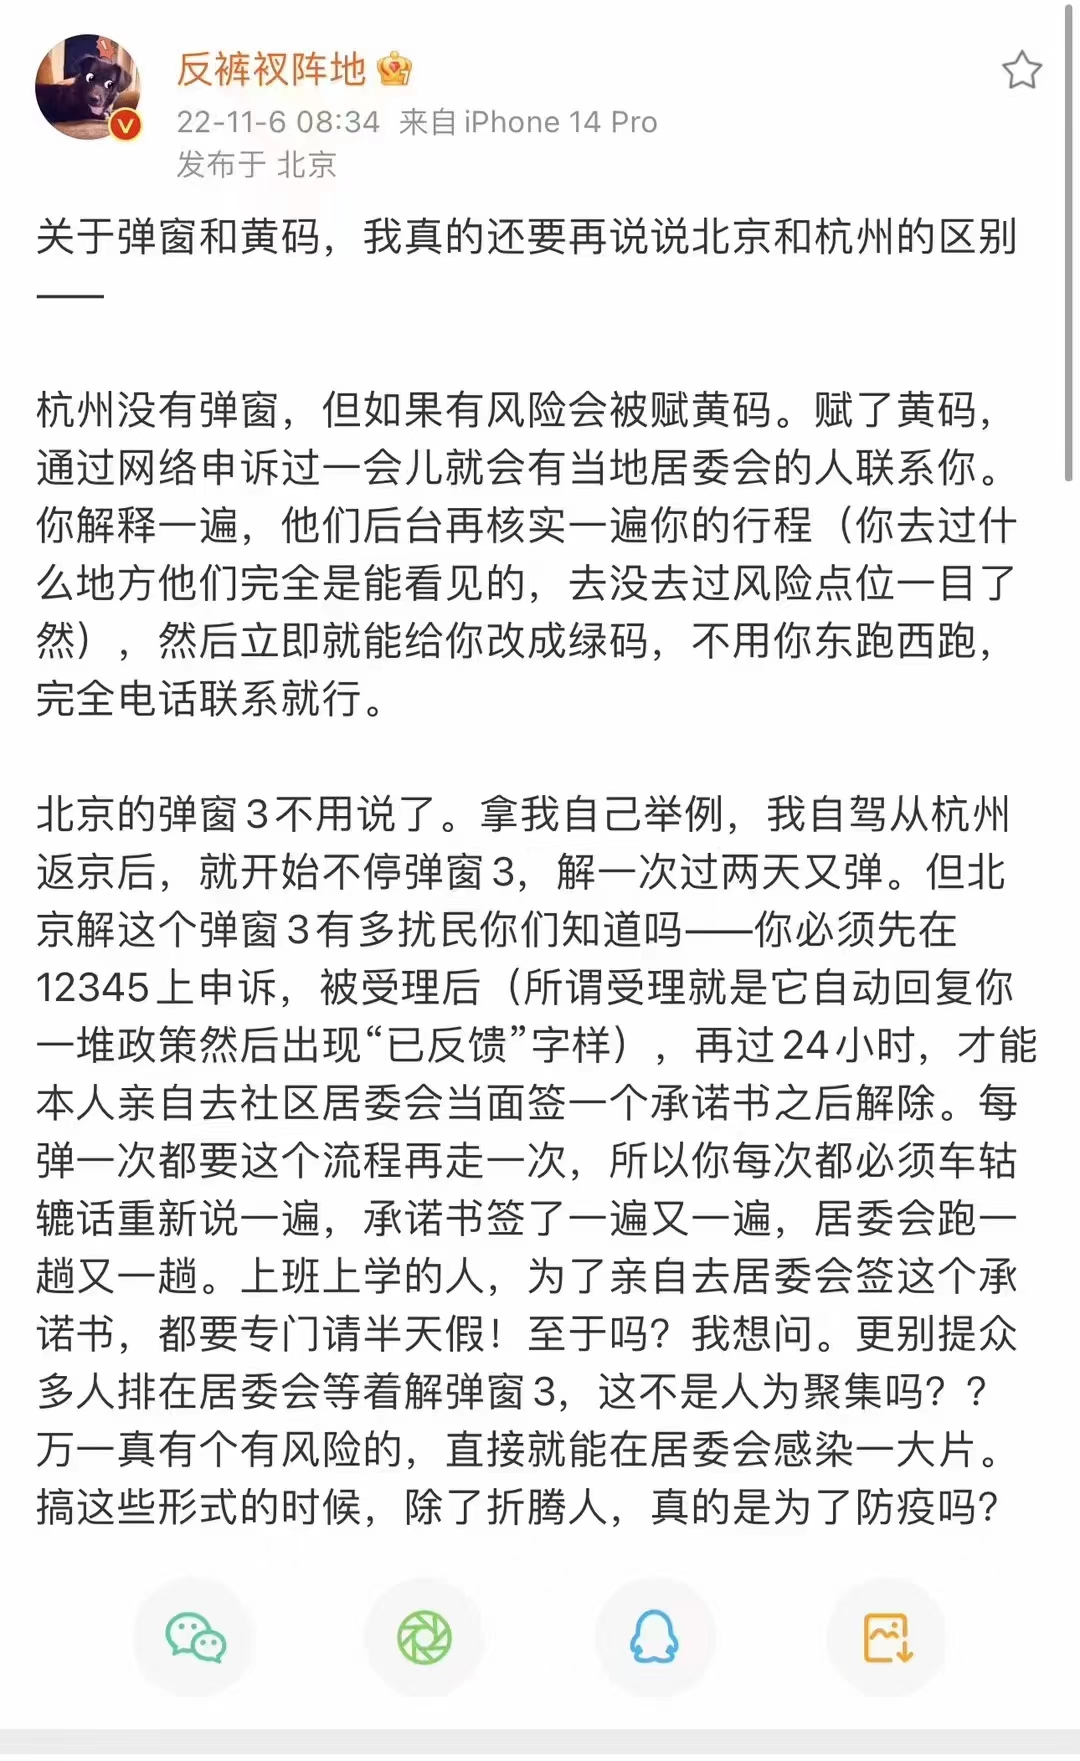 反裤衩阵地
22-11-6 08:34 来自 iPhone 14 Pro
发布于 北京
关于弹窗和黄码，我真的还要再说说北京和杭州的区别
——
杭州没有弹窗，但如果有风险会被赋黄码。赋了黄码，
通过网络申诉过一会儿就会有当地居委会的人联系你。
你解释一遍，他们后台再核实一遍你的行程（你去过什
么地方他们完全是能看见的，去没去过风险点位一目了
然），然后立即就能给你改成绿码，不用你东跑西跑，
完全电话联系就行。
北京的弹窗3不用说了。拿我自己举例，我自驾从杭州
返京后，就开始不停弹窗3，解一次过两天又弹。但北
京解这个弹窗3有多扰民你们知道吗——你必须先在
12345上申诉，被受理后（所谓受理就是它自动回复你
一堆政策然后出现“已反馈”字样），再过24小时，才能
本人亲自去社区居委会当面签一个承诺书之后解除。每
弹一次都要这个流程再走一次，所以你每次都必须车轱
辘话重新说一遍，承诺书签了一遍又一遍，居委会跑一
趟又一趟。上班上学的人，为了亲自去居委会签这个承
诺书，都要专门请半天假！至于吗？我想问。更别提众
多人排在居委会等着解弹窗3，这不是人为聚集吗？？
万一真有个有风险的，直接就能在居委会感染一大片。
搞这些形式的时候，除了折腾人，真的是为了防疫吗？